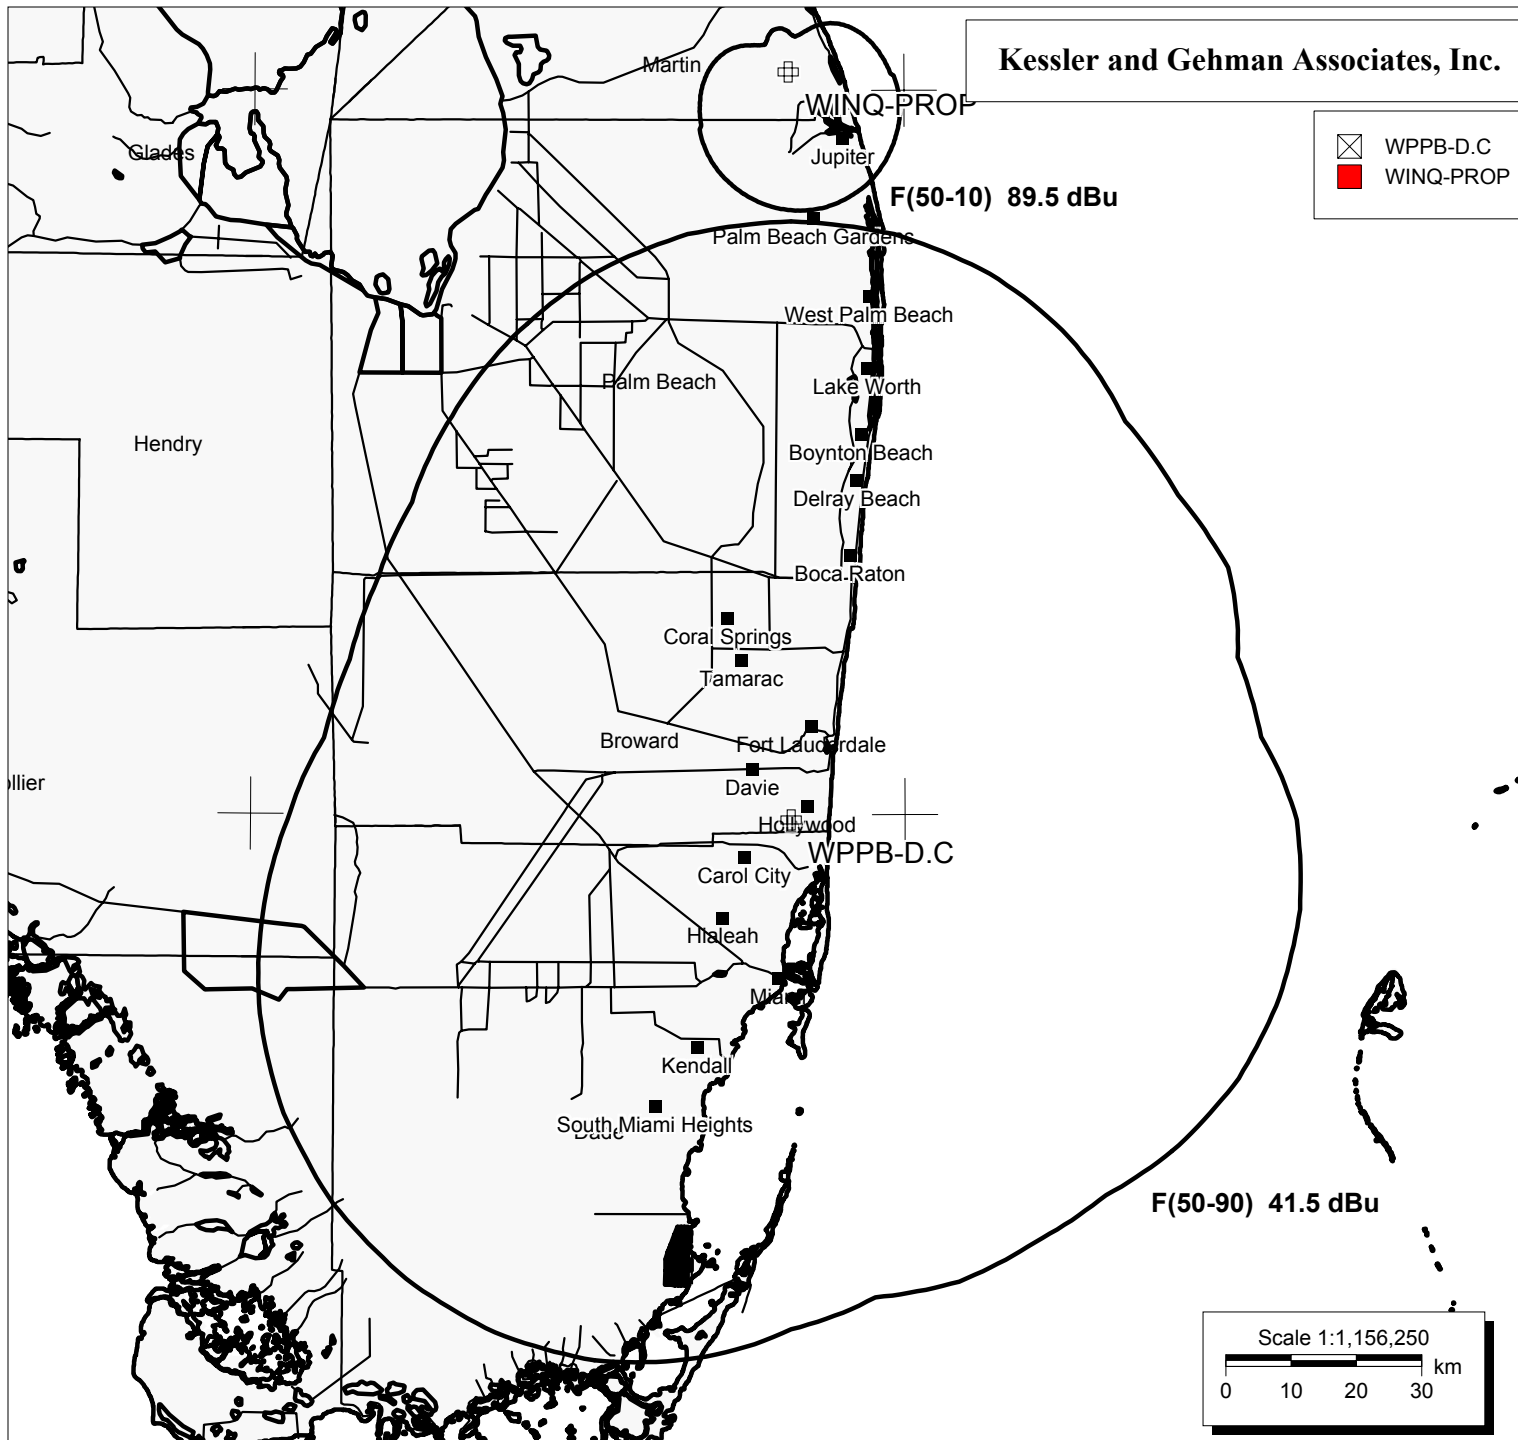 Kessler and Gehman Associates, Inc.
Martin
WINQ-PROP
WPPB-D.C
WINQ-PROP
Glades
Jupiter
F(50-10) 89.5 dBu
Palm Beach Gardens
West Palm Beach
Palm Beach
Lake Worth
Hendry
Boynton Beach
Delray Beach
Boca Raton
Coral Springs
Tamarac
Broward
Fort Lauderdale
ollier
Davie
Hollywood
WPPB-D.C
Carol City
Hialeah
Miami
Kendall
South Miami Heights
Dade
F(50-90) 41.5 dBu
Scale 1:1,156,250
km
0 10 20 30